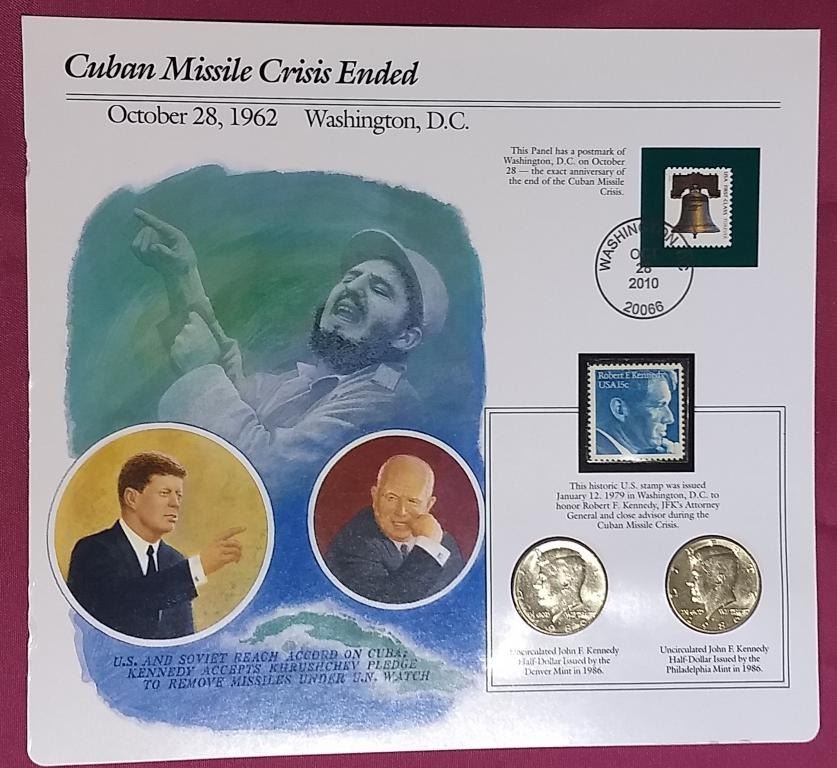 Cuban Missile Crisis Ended
October 28, 1962 Washington, D.C.
This Panel has a postmark of
Washington, D.C. on October
28 — the exact anniversary of
the end of the Cuban Missile
Crisis.
USA FIRST-CLASS FOREVER
WASHINGTON
28
2010
20066
Robert F. Kennedy
USA 15c
This historic U.S. stamp was issued
January 12, 1979 in Washington, D.C. to
honor Robert F. Kennedy, JFK's Attorney
General and close advisor during the
Cuban Missile Crisis.
U.S. AND SOVIET REACH ACCORD ON CUBA;
KENNEDY ACCEPTS KHRUSHCHEV PLEDGE
TO REMOVE MISSILES UNDER U.N. WATCH
Uncirculated John F. Kennedy
Half-Dollar Issued by the
Denver Mint in 1986.
Uncirculated John F. Kennedy
Half-Dollar Issued by the
Philadelphia Mint in 1986.